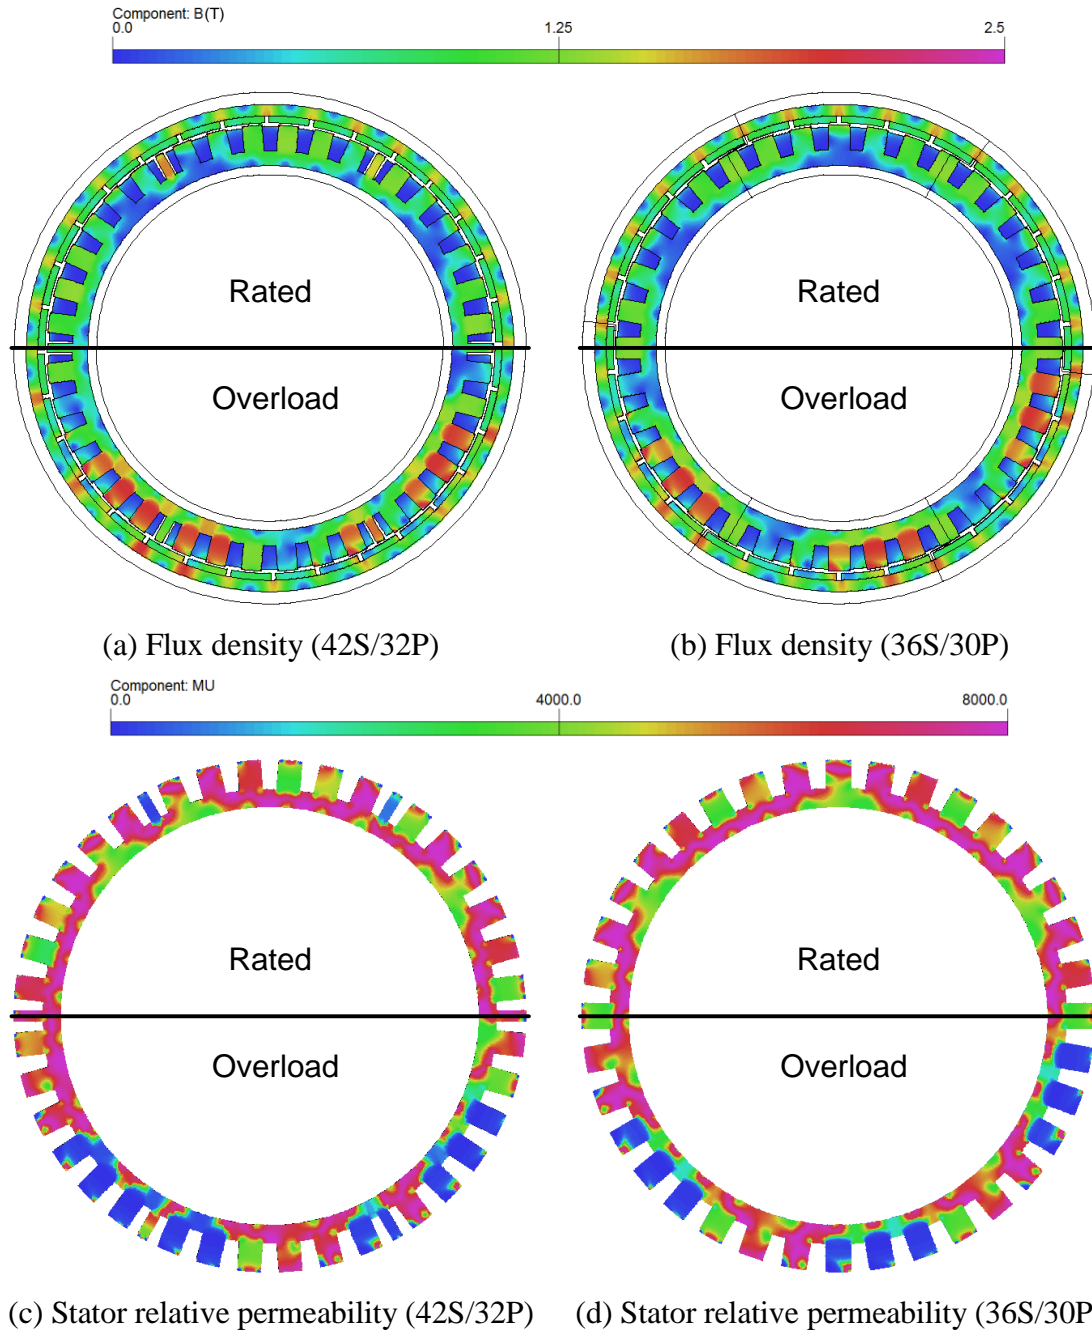 Component: B(T)
0.0 1.25 2.5
Rated Rated
Overload Overload
(a) Flux density (42S/32P) (b) Flux density (36S/30P)
Component: MU
0.0 4000.0 8000.0
Rated Rated
Overload Overload
(c) Stator relative permeability (42S/32P) (d) Stator relative permeability (36S/30P